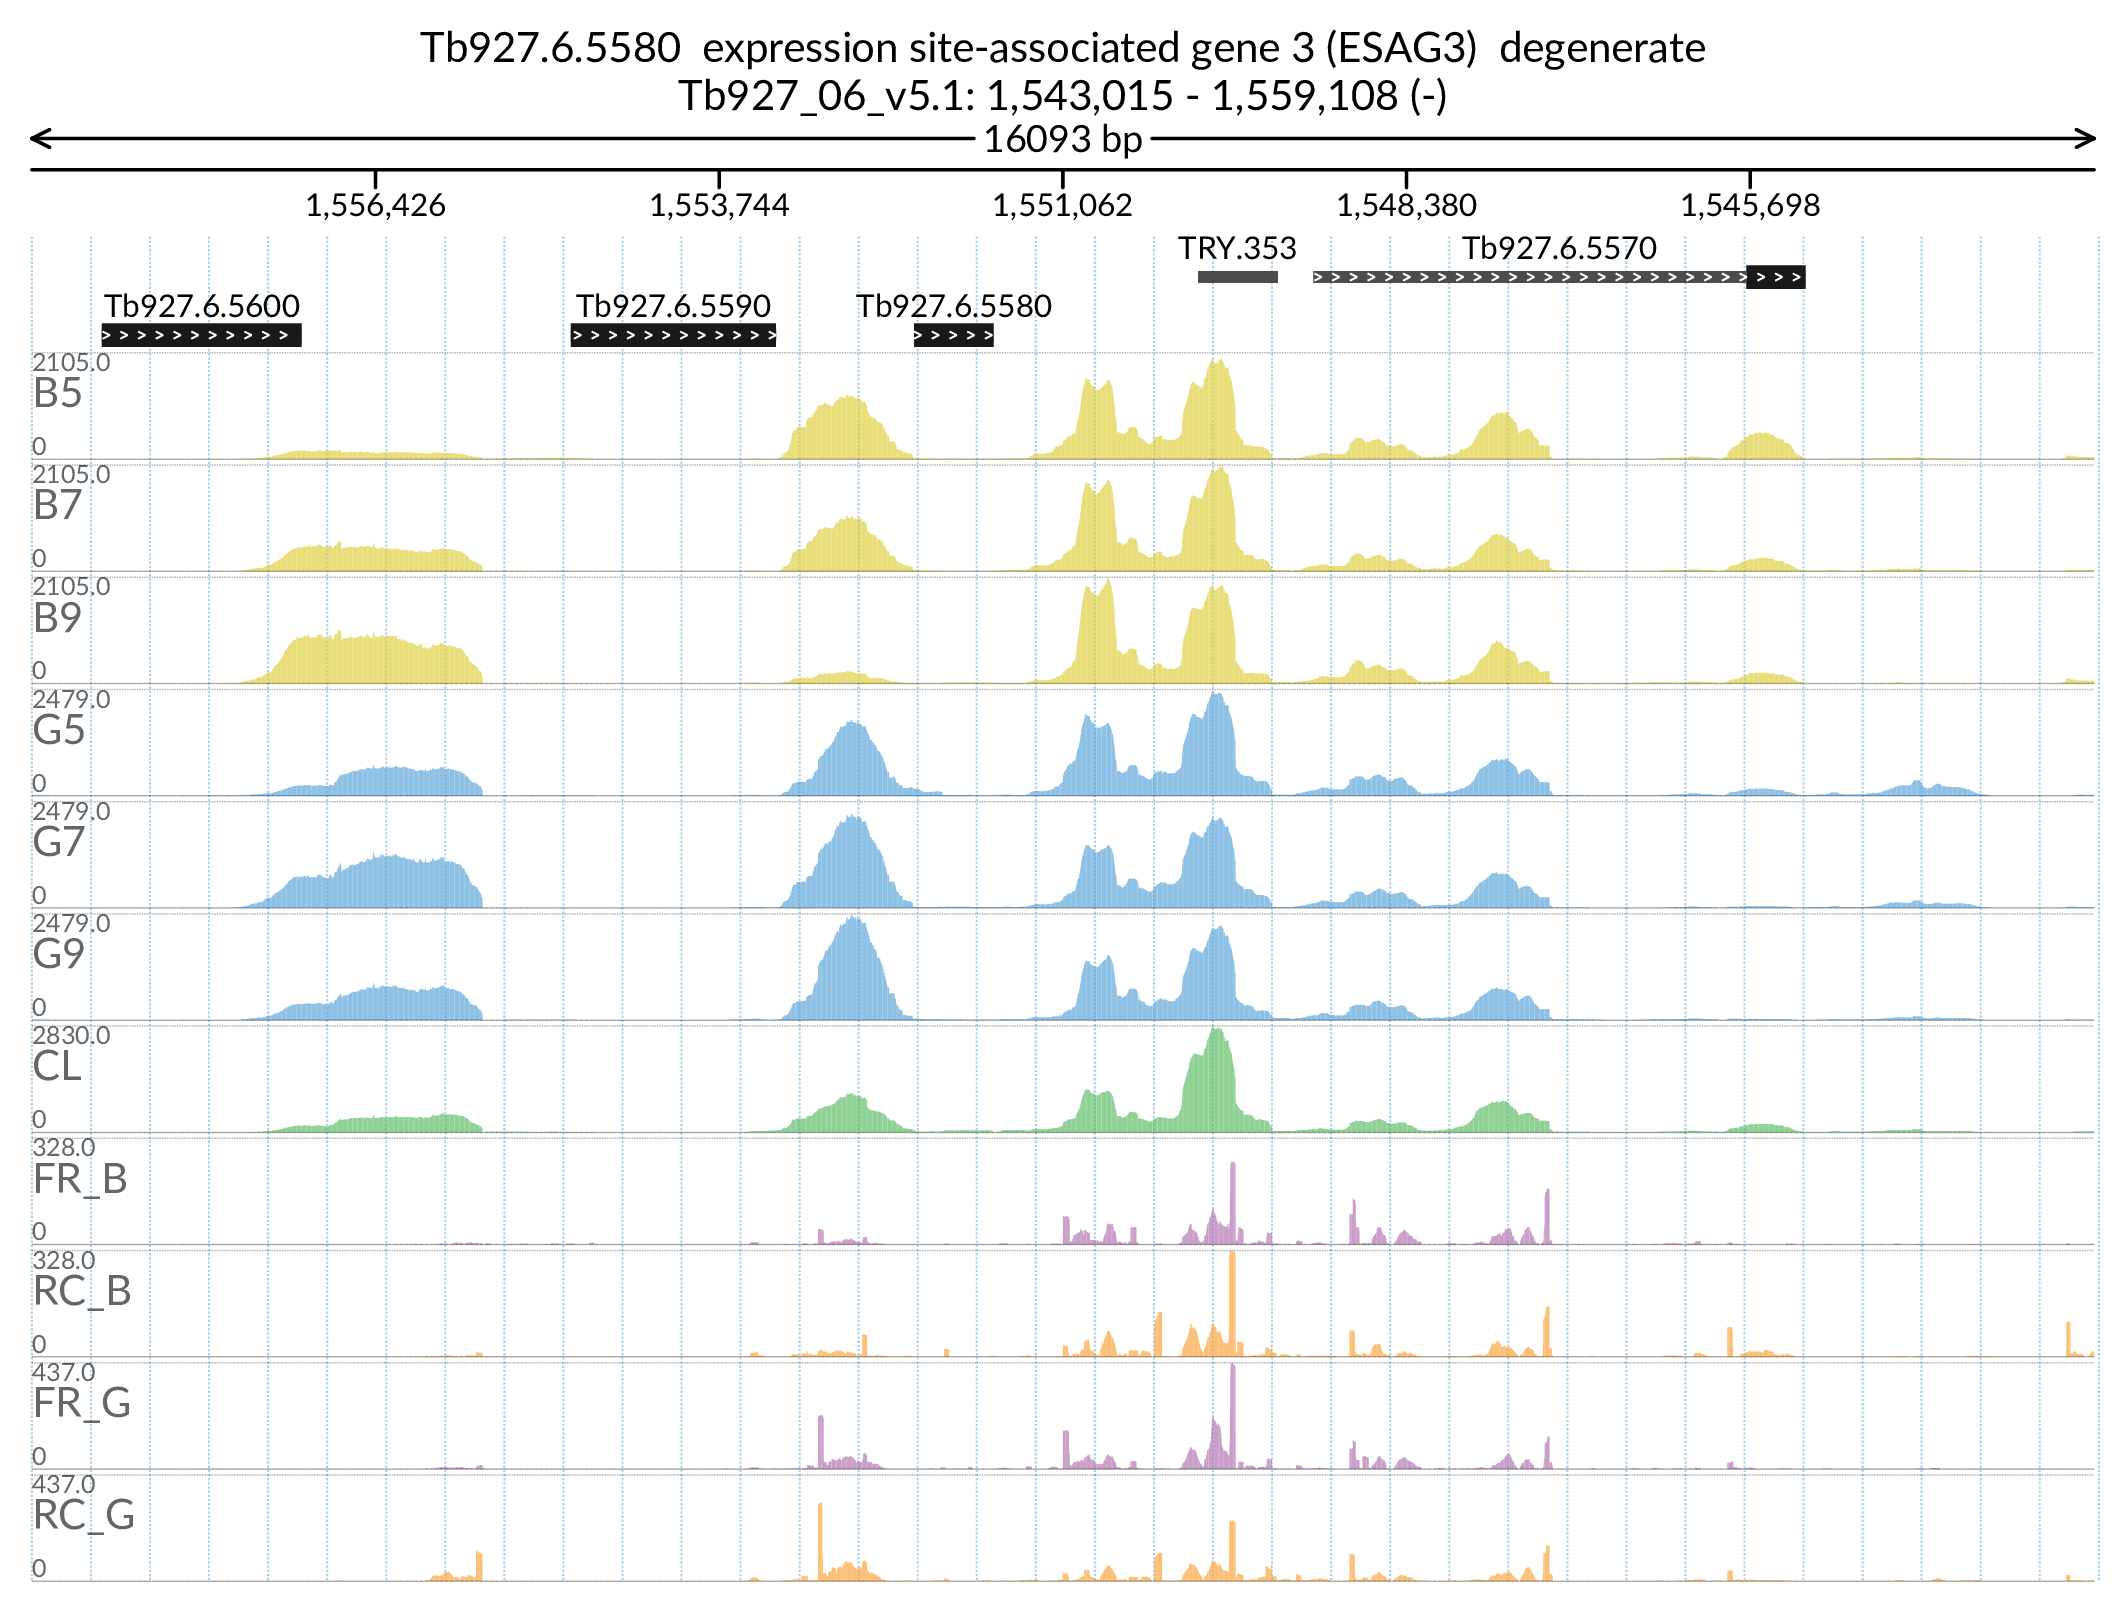 Tb927.6.5580 expression site-associated gene 3 (ESAG3) degenerate
Tb927_06_v5.1: 1,543,015 - 1,559,108 (-)
16093 bp
1,556,426 1,553,744 1,551,062 1,548,380 1,545,698
TRY.353 Tb927.6.5570
Tb927.6.5600 Tb927.6.5590 Tb927.6.5580
2105.0
B5
0
2105.0
B7
0
2105.0
B9
0
2479.0
G5
0
2479.0
G7
0
2479.0
G9
0
2830.0
CL
0
328.0
FR_B
0
328.0
RC_B
0
437.0
FR_G
0
437.0
RC_G
0